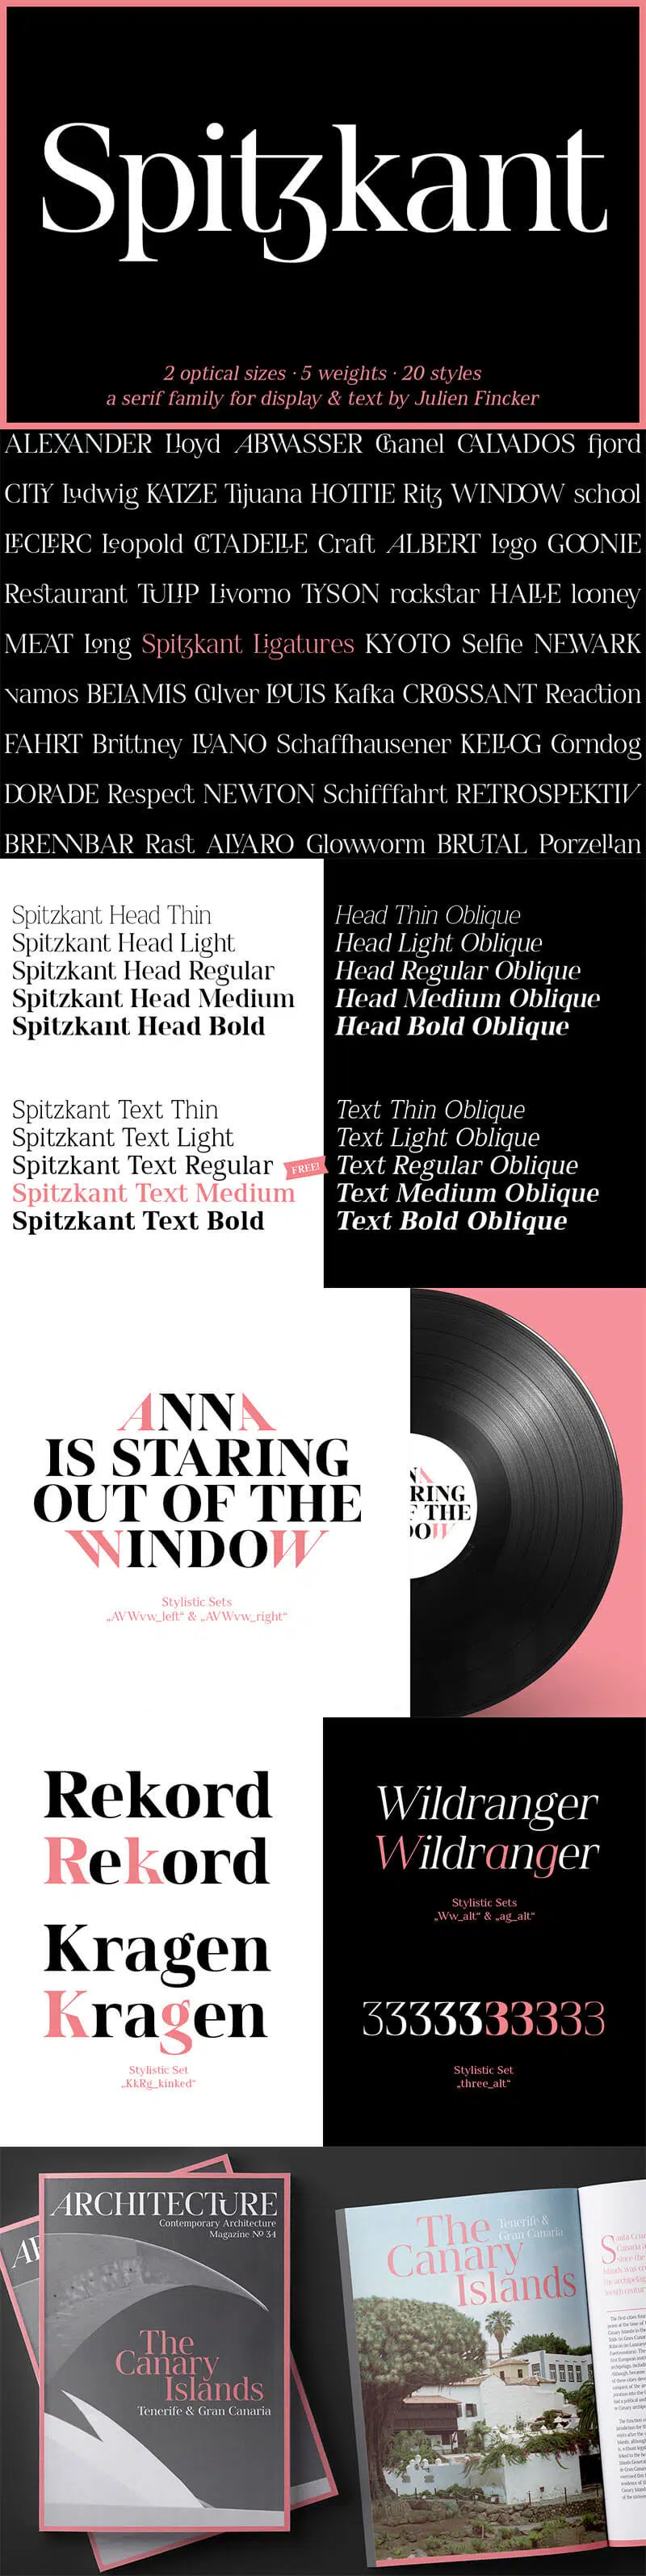 Spitzkant
2 optical sizes · 5 weights · 20 styles
a serif family for display & text by Julien Fincker
ALEXANDER Lloyd ABWASSER Chanel CALVADOS fjord
CITY Ludwig KATZE Tijuana HOTTIE Ritz WINDOW school
LECLERC Leopold CITADELLE Craft ALBERT Logo GOONIE
Restaurant TULIP Livorno TYSON rockstar HALLE looney
MEAT Long Spitzkant Ligatures KYOTO Selfie NEWARK
vamos BELAMIS Culver LOUIS Kafka CROISSANT Reaction
FAHRT Brittney LUANO Schaffhausener KELLOG Corndog
DORADE Respect NEWTON Schifffahrt RETROSPEKTIV
BRENNBAR Rast ALVARO Glowworm BRUTAL Porzellan
Spitzkant Head Thin
Spitzkant Head Light
Spitzkant Head Regular
Spitzkant Head Medium
Spitzkant Head Bold
Head Thin Oblique
Head Light Oblique
Head Regular Oblique
Head Medium Oblique
Head Bold Oblique
Spitzkant Text Thin
Spitzkant Text Light
Spitzkant Text Regular
FREE!
Spitzkant Text Medium
Spitzkant Text Bold
Text Thin Oblique
Text Light Oblique
Text Regular Oblique
Text Medium Oblique
Text Bold Oblique
ANNA
IS STARING
OUT OF THE
WINDOW
Stylistic Sets
„AVWvw_left“ & „AVWvw_right“
NA
RING
F THE
OW
Rekord
Rekord
Kragen
Kragen
Stylistic Set
„KkRg_kinked“
Wildranger
Wildranger
Stylistic Sets
„Ww_alt“ & „ag_alt“
3333333333
Stylistic Set
„three_alt“
ARCHITECTURE
Contemporary Architecture
Magazine Nº 34
The
Canary
Islands
Tenerife & Gran Canaria
The
Canary
Islands
Tenerife &
Gran Canaria